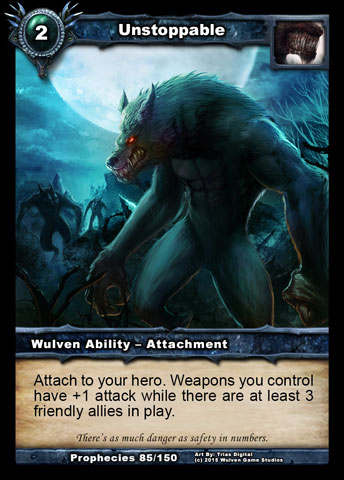 2
Unstoppable
Wulven Ability – Attachment
Attach to your hero. Weapons you control
have +1 attack while there are at least 3
friendly allies in play.
There's as much danger as safety in numbers.
Prophecies 85/150
Art By: Trias Digital
(c) 2015 Wulven Game Studios